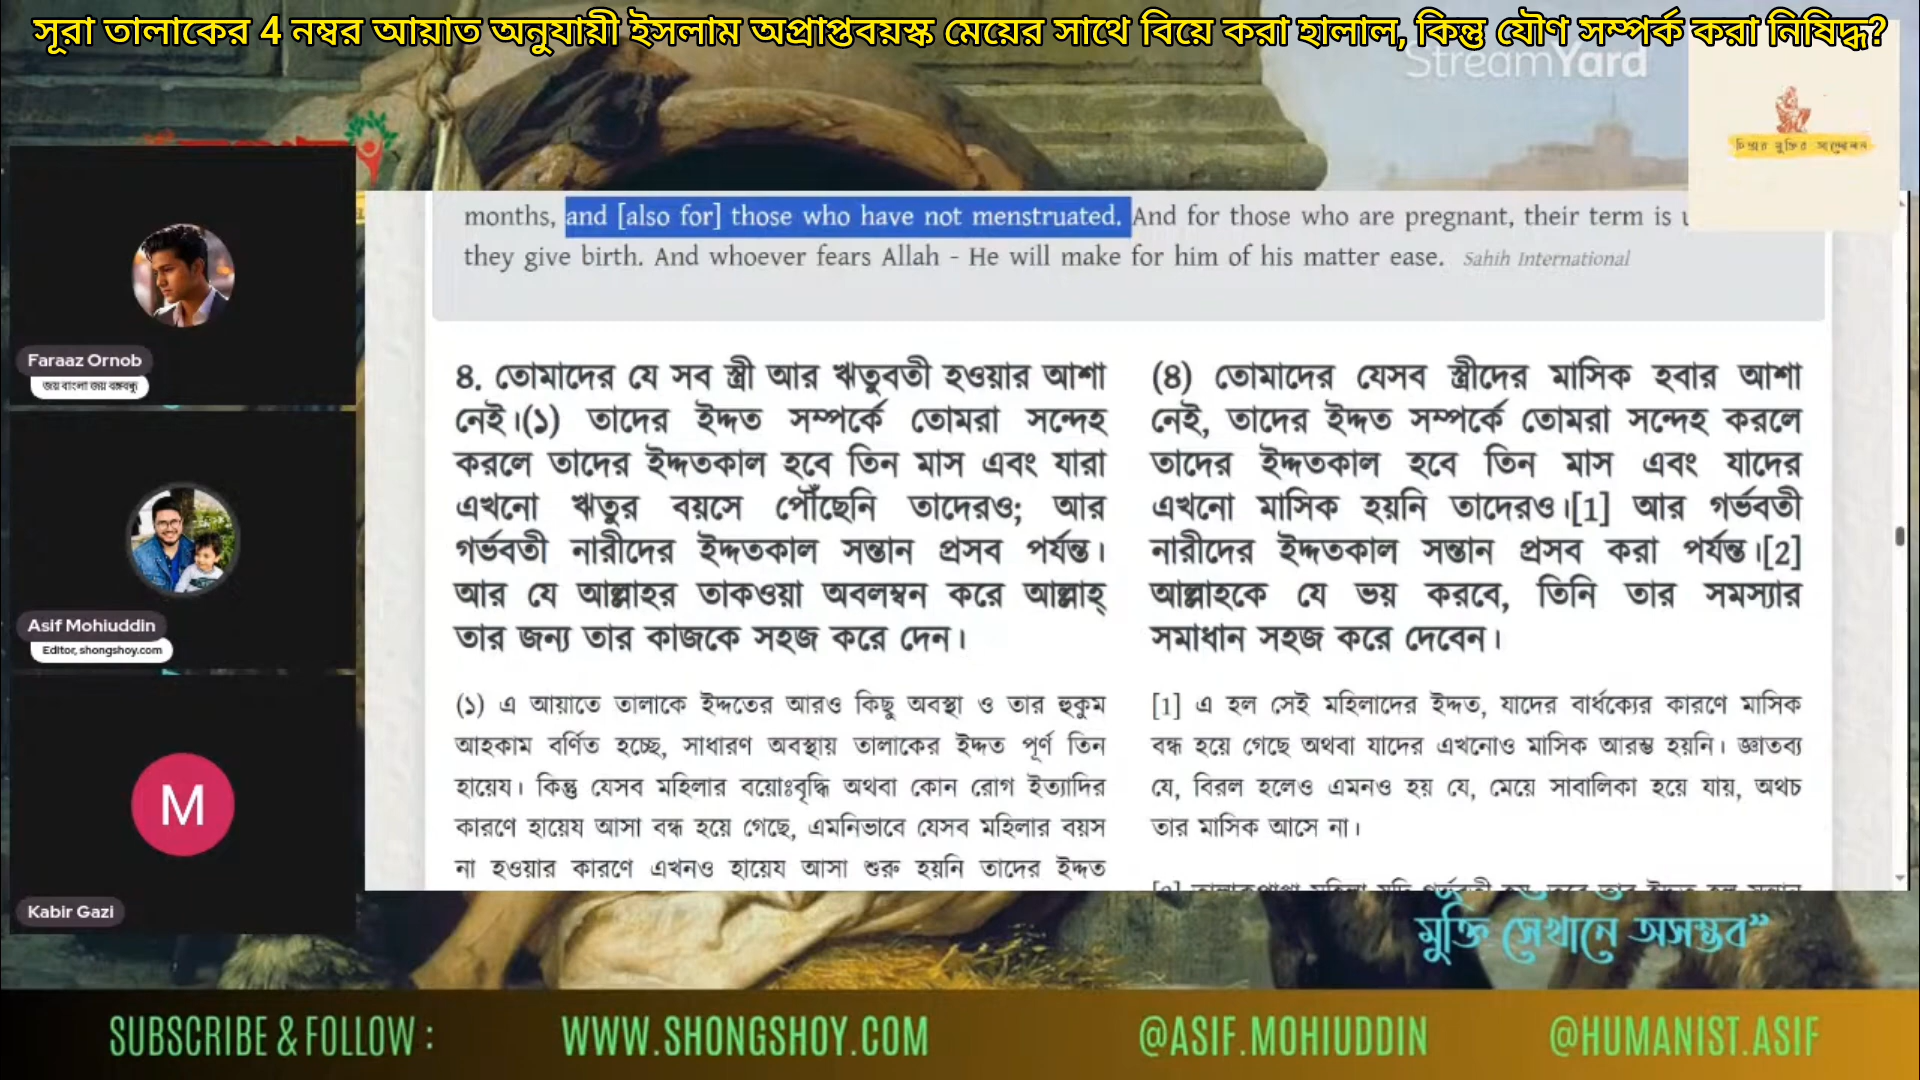 সূরা তালাকের 4 নম্বর আয়াত অনুযায়ী ইসলাম অপ্রাপ্তবয়স্ক মেয়ের সাথে বিয়ে করা হালাল, কিন্তু যৌণ সম্পর্ক করা নিষিদ্ধ?
StreamYard
চিন্তার মুক্তির আন্দোলন
months, and [also for] those who have not menstruated. And for those who are pregnant, their term is
they give birth. And whoever fears Allah - He will make for him of his matter ease. Sahih International
Faraaz Ornob
জয় বাংলা জয় বঙ্গবন্ধু
Asif Mohiuddin
Editor, shongshoy.com
M
Kabir Gazi
৪. তোমাদের যে সব স্ত্রী আর ঋতুবতী হওয়ার আশা
নেই।(১) তাদের ইদ্দত সম্পর্কে তোমরা সন্দেহ
করলে তাদের ইদ্দতকাল হবে তিন মাস এবং যারা
এখনো ঋতুর বয়সে পৌঁছেনি তাদেরও; আর
গর্ভবতী নারীদের ইদ্দতকাল সন্তান প্রসব পর্যন্ত।
আর যে আল্লাহর তাকওয়া অবলম্বন করে আল্লাহ্
তার জন্য তার কাজকে সহজ করে দেন।
(১) এ আয়াতে তালাকে ইদ্দতের আরও কিছু অবস্থা ও তার হুকুম
আহকাম বর্ণিত হচ্ছে, সাধারণ অবস্থায় তালাকের ইদ্দত পূর্ণ তিন
হায়েয। কিন্তু যেসব মহিলার বয়োঃবৃদ্ধি অথবা কোন রোগ ইত্যাদির
কারণে হায়েয আসা বন্ধ হয়ে গেছে, এমনিভাবে যেসব মহিলার বয়স
না হওয়ার কারণে এখনও হায়েয আসা শুরু হয়নি তাদের ইদ্দত
(৪) তোমাদের যেসব স্ত্রীদের মাসিক হবার আশা
নেই, তাদের ইদ্দত সম্পর্কে তোমরা সন্দেহ করলে
তাদের ইদ্দতকাল হবে তিন মাস এবং যাদের
এখনো মাসিক হয়নি তাদেরও।[1] আর গর্ভবতী
নারীদের ইদ্দতকাল সন্তান প্রসব করা পর্যন্ত।[2]
আল্লাহকে যে ভয় করবে, তিনি তার সমস্যার
সমাধান সহজ করে দেবেন।
[1] এ হল সেই মহিলাদের ইদ্দত, যাদের বার্ধক্যের কারণে মাসিক
বন্ধ হয়ে গেছে অথবা যাদের এখনোও মাসিক আরম্ভ হয়নি। জ্ঞাতব্য
যে, বিরল হলেও এমনও হয় যে, মেয়ে সাবালিকা হয়ে যায়, অথচ
তার মাসিক আসে না।
মুক্তি সেখানে অসম্ভব”
SUBSCRIBE & FOLLOW : WWW.SHONGSHOY.COM @ASIF.MOHIUDDIN @HUMANIST.ASIF